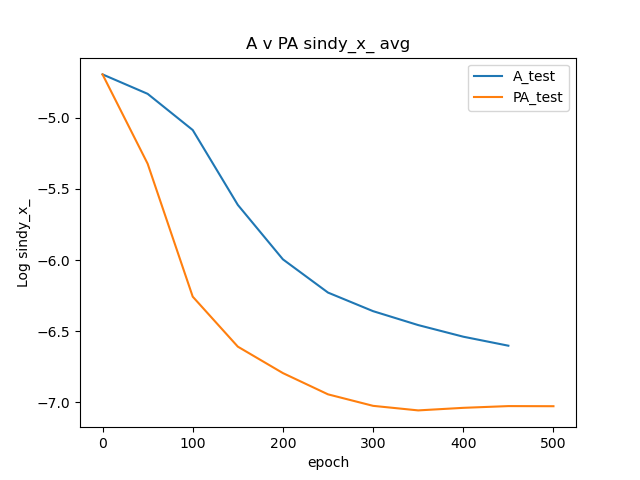 A v PA sindy_x_ avg
A_test
PA_test
−5.0
−5.5
−6.0
−6.5
−7.0
Log sindy_x_
0 100 200 300 400 500
epoch